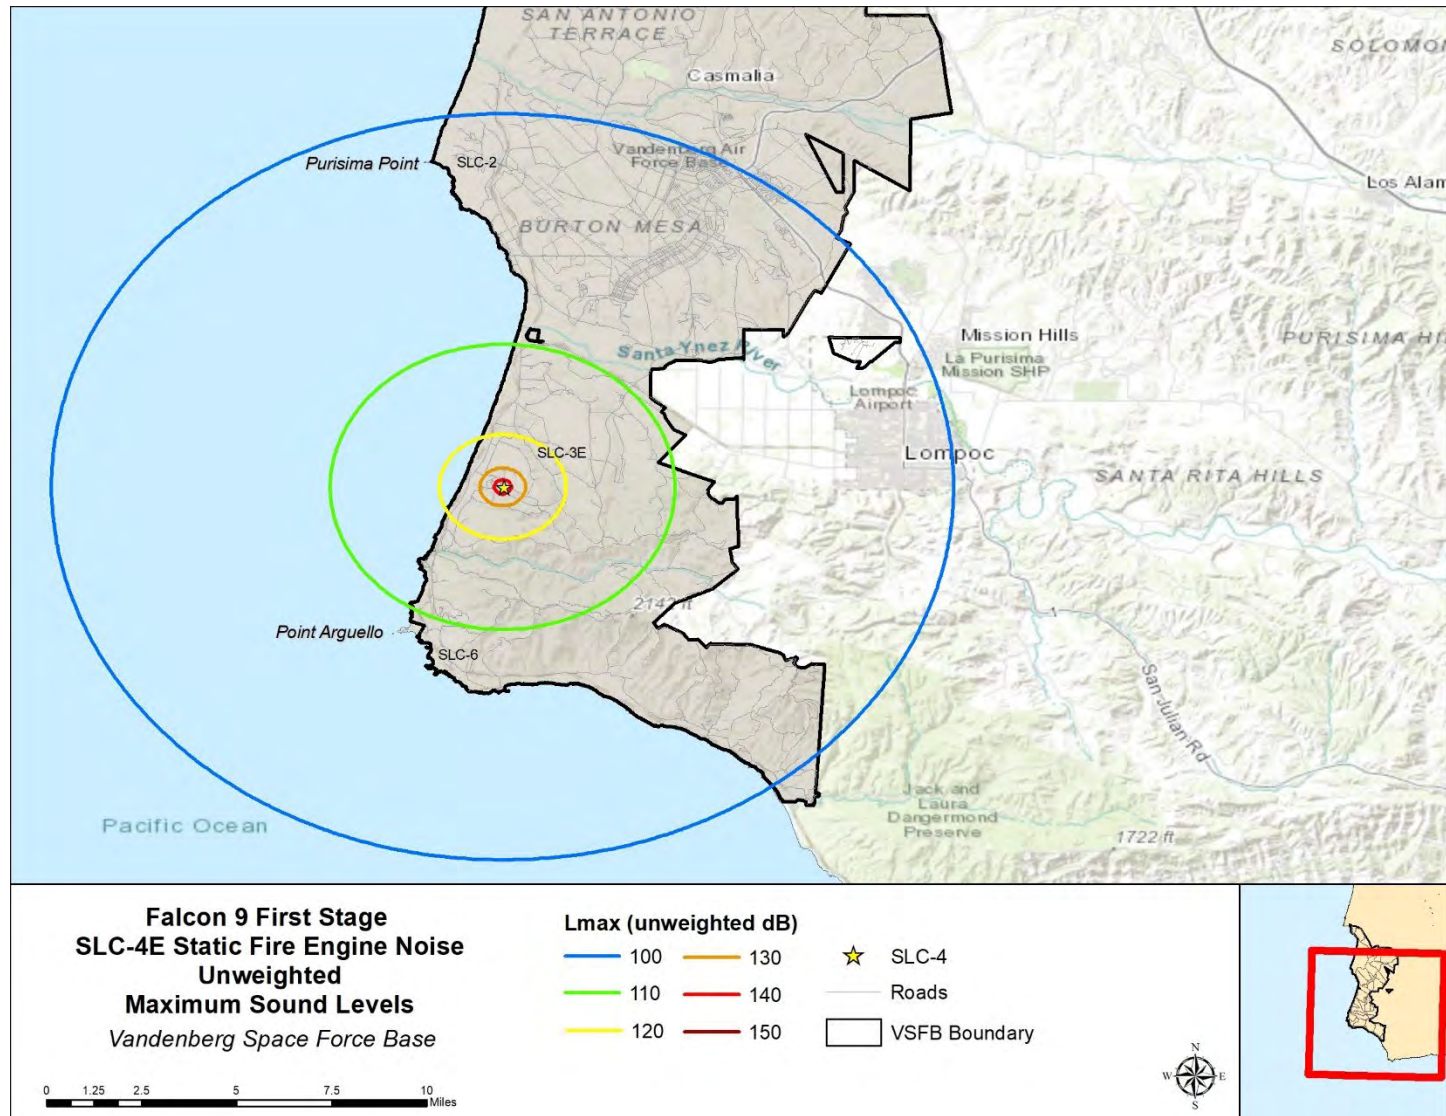 SAN ANTONIO
TERRACE
SOLOMO
Casmalia
Purisima Point
SLC-2
Vandenberg Air
Force Base
Los Alam
BURTON MESA
Mission Hills
PURISIMA HI
Santa Ynez River
La Purisima
Mission SHP
Lompoc
Airport
SLC-3E
Lompoc
SANTA RITA HILLS
2142 ft
Point Arguello
SLC-6
1
San Julian Rd
Jack and
Laura
Dangermond
Preserve
Pacific Ocean
1722 ft
Falcon 9 First Stage
SLC-4E Static Fire Engine Noise
Unweighted
Maximum Sound Levels
Vandenberg Space Force Base
0 1.25 2.5 5 7.5 10
Miles
Lmax (unweighted dB)
100 130
110 140
120 150
SLC-4
Roads
VSFB Boundary
N
W E
S